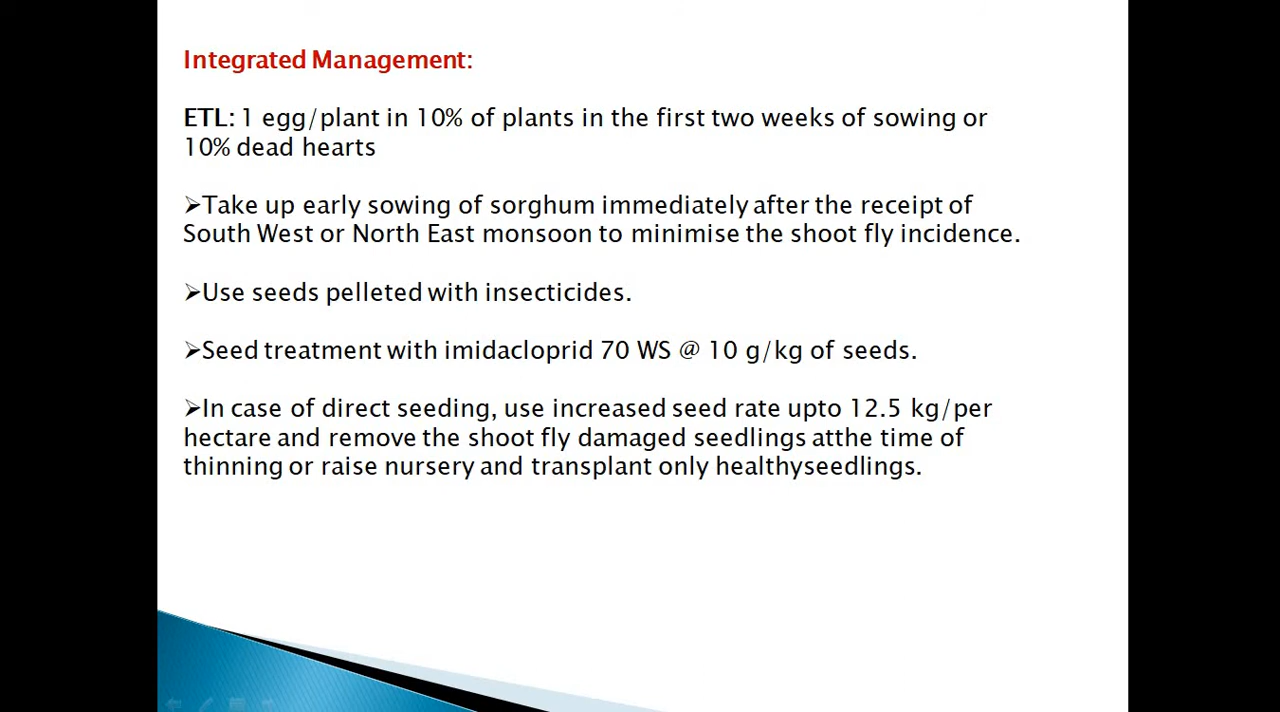 Integrated Management:
ETL: 1 egg/plant in 10% of plants in the first two weeks of sowing or
10% dead hearts
➢Take up early sowing of sorghum immediately after the receipt of
South West or North East monsoon to minimise the shoot fly incidence.
➢Use seeds pelleted with insecticides.
➢Seed treatment with imidacloprid 70 WS @ 10 g/kg of seeds.
➢In case of direct seeding, use increased seed rate upto 12.5 kg/per
hectare and remove the shoot fly damaged seedlings atthe time of
thinning or raise nursery and transplant only healthyseedlings.